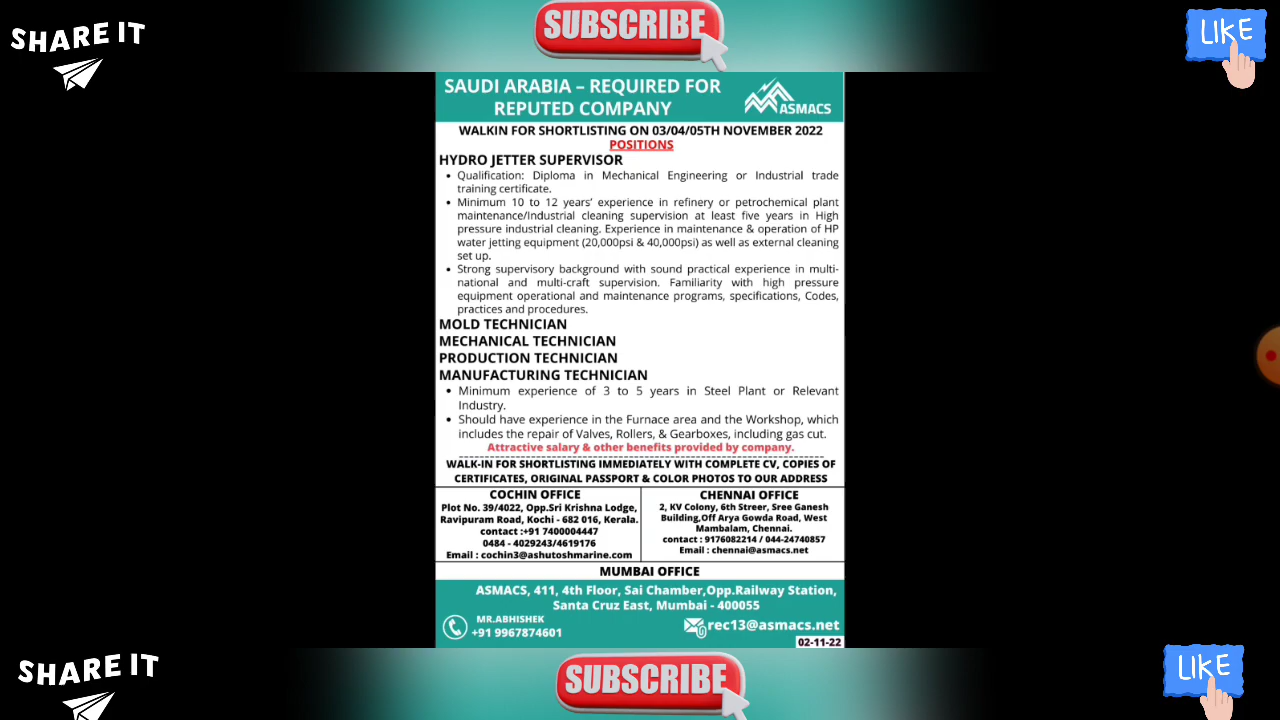 SHARE IT
SUBSCRIBE
LIKE
SAUDI ARABIA – REQUIRED FOR
REPUTED COMPANY
ASMACS
WALKIN FOR SHORTLISTING ON 03/04/05TH NOVEMBER 2022
POSITIONS
HYDRO JETTER SUPERVISOR
• Qualification: Diploma in Mechanical Engineering or Industrial trade
training certificate.
• Minimum 10 to 12 years’ experience in refinery or petrochemical plant
maintenance/Industrial cleaning supervision at least five years in High
pressure industrial cleaning. Experience in maintenance & operation of HP
water jetting equipment (20,000psi & 40,000psi) as well as external cleaning
set up.
• Strong supervisory background with sound practical experience in multi-
national and multi-craft supervision. Familiarity with high pressure
equipment operational and maintenance programs, specifications, Codes,
practices and procedures.
MOLD TECHNICIAN
MECHANICAL TECHNICIAN
PRODUCTION TECHNICIAN
MANUFACTURING TECHNICIAN
• Minimum experience of 3 to 5 years in Steel Plant or Relevant
Industry.
• Should have experience in the Furnace area and the Workshop, which
includes the repair of Valves, Rollers, & Gearboxes, including gas cut.
Attractive salary & other benefits provided by company.
WALK-IN FOR SHORTLISTING IMMEDIATELY WITH COMPLETE CV, COPIES OF
CERTIFICATES, ORIGINAL PASSPORT & COLOR PHOTOS TO OUR ADDRESS
COCHIN OFFICE
Plot No. 39/4022, Opp.Sri Krishna Lodge,
Ravipuram Road, Kochi - 682 016, Kerala.
contact :+91 7400004447
0484 - 4029243/4619176
Email : cochin3@ashutoshmarine.com
CHENNAI OFFICE
2, KV Colony, 6th Streer, Sree Ganesh
Building,Off Arya Gowda Road, West
Mambalam, Chennai.
contact : 9176082214 / 044-24740857
Email : chennai@asmacs.net
MUMBAI OFFICE
ASMACS, 411, 4th Floor, Sai Chamber,Opp.Railway Station,
Santa Cruz East, Mumbai - 400055
MR.ABHISHEK
+91 9967874601
rec13@asmacs.net
02-11-22
SHARE IT
SUBSCRIBE
LIKE